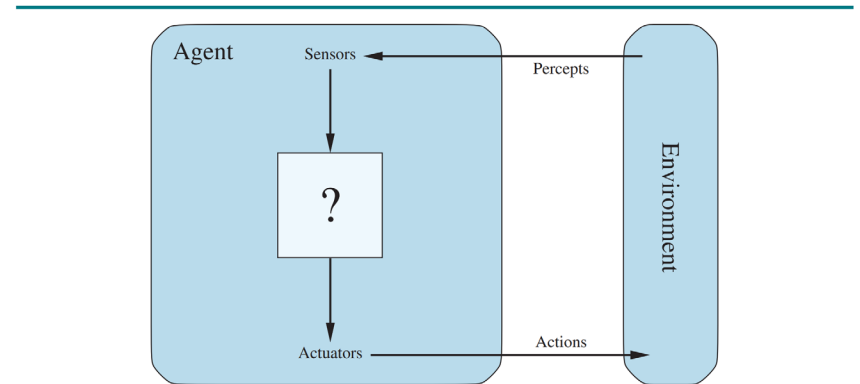 Agent
Sensors
Percepts
?
Environment
Actuators
Actions